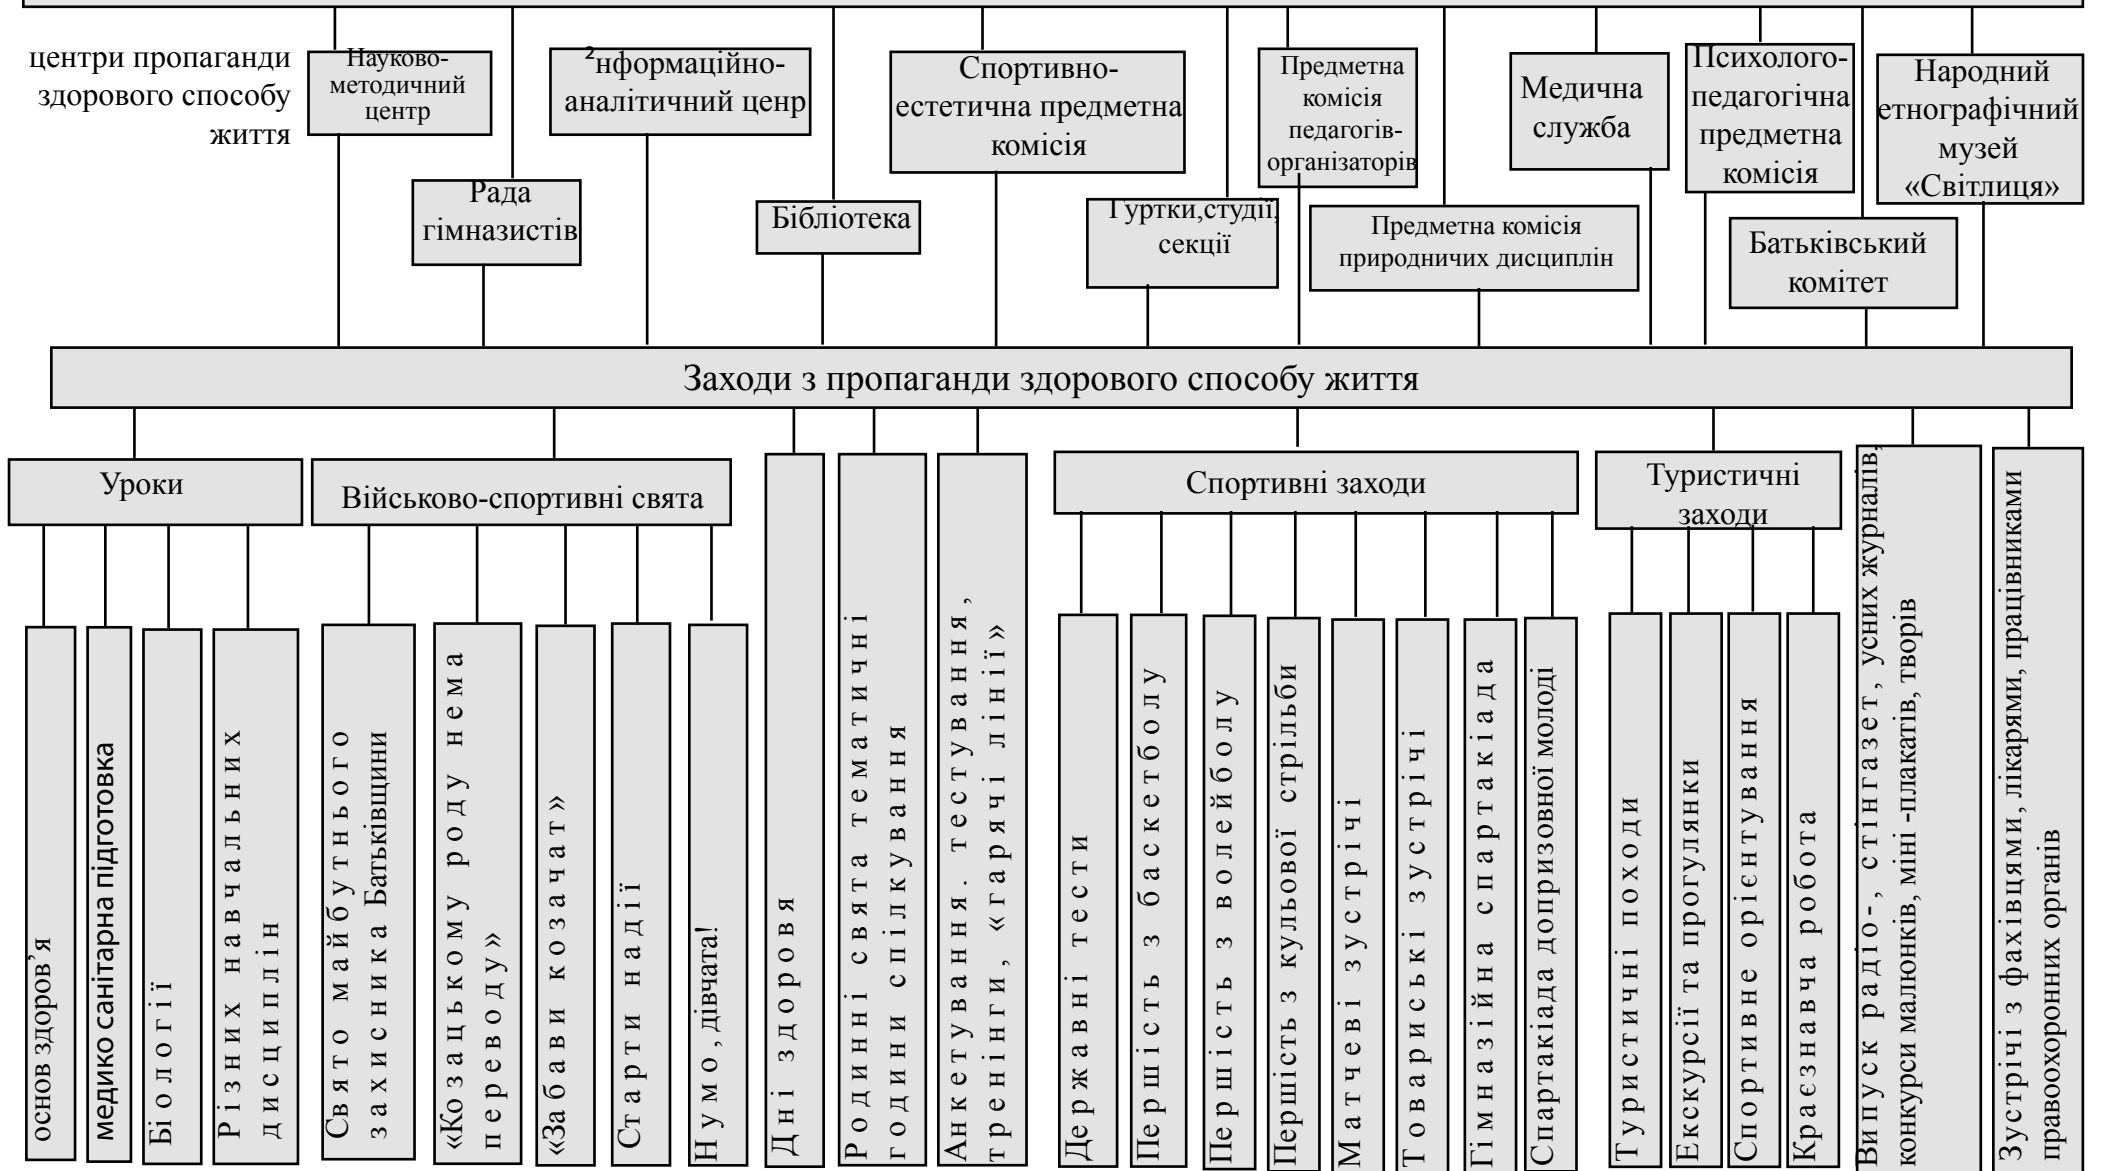 центри пропаганди
здорового способу
життя
Науково-
методичний
центр
²нформаційно-
аналітичний ценр
Спортивно-
естетична предметна
комісія
Предметна
комісія
педагогів-
організаторів
Медична
служба
Психолого-
педагогічна
предметна
комісія
Народний
етнографічний
музей
«Світлиця»
Рада
гімназистів
Бібліотека
Гуртки,студії,
секції
Предметна комісія
природничих дисциплін
Батьківський
комітет
Заходи з пропаганди здорового способу життя
Уроки
Військово-спортивні свята
Спортивні заходи
Туристичні
заходи
основ здоров’я
медико санітарна підготовка
Біології
Різних навчальних
дисциплін
Свято майбутнього
захисника Батьківщини
«Козацькому роду нема
переводу»
«Забави козачат»
Старти надії
Нумо,дівчата!
Дні здоровя
Родинні свята тематичні
години спілкування
Анкетування. тестування,
тренінги, «гарячі лінії»
Державні тести
Першість з баскетболу
Першість з волейболу
Першість з кульової стрільби
Матчеві зустрічі
Товариські зустрічі
Гімназійна спартакіада
Спартакіада допризовної молоді
Туристичні походи
Екскурсії та прогулянки
Спортивне орієнтування
Краєзнавча робота
Випуск радіо-, стінгазет, усних журналів,
конкурси малюнків, міні -плакатів, творів
Зустрічі з фахівцями, лікарями, працівниками
правоохоронних органів